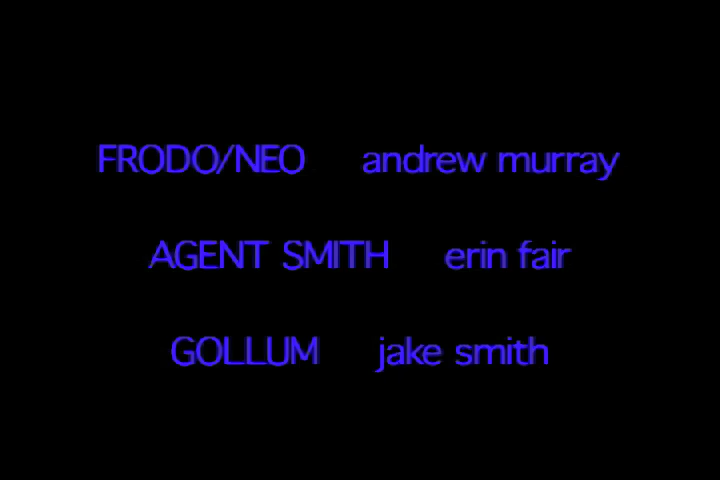 FRODO/NEO andrew murray
AGENT SMITH erin fair
GOLLUM jake smith